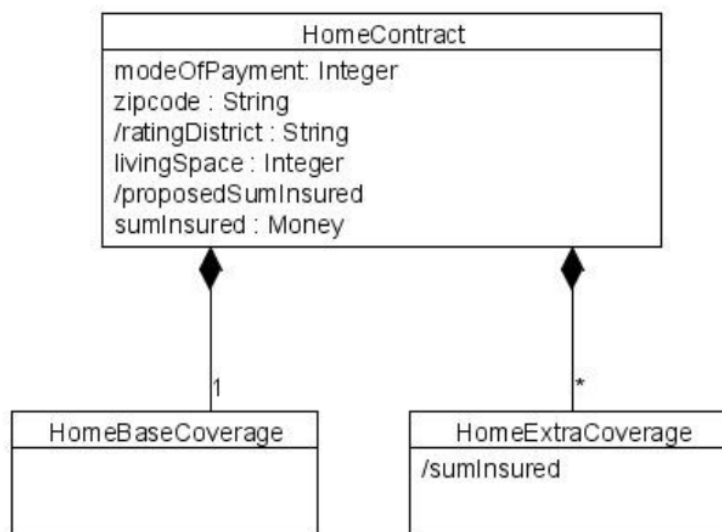 HomeContract
modeOfPayment: Integer
zipcode : String
/ratingDistrict : String
livingSpace : Integer
/proposedSumInsured
sumInsured : Money
1
*
HomeBaseCoverage
HomeExtraCoverage
/sumInsured